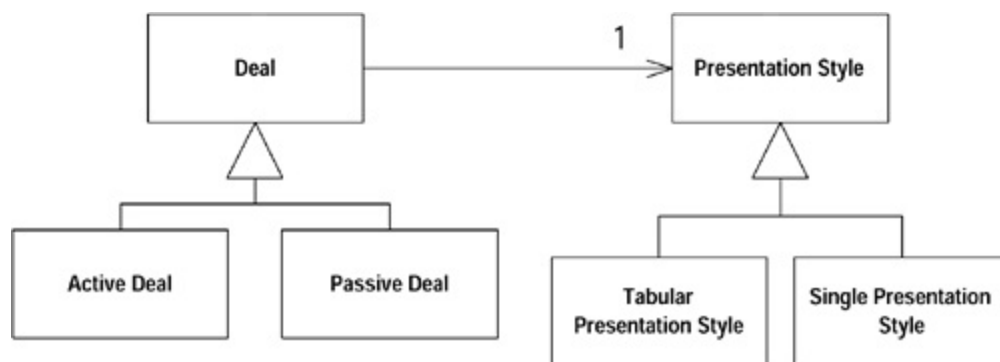 1
Deal
Presentation Style
Active Deal
Passive Deal
Tabular
Presentation Style
Single Presentation
Style